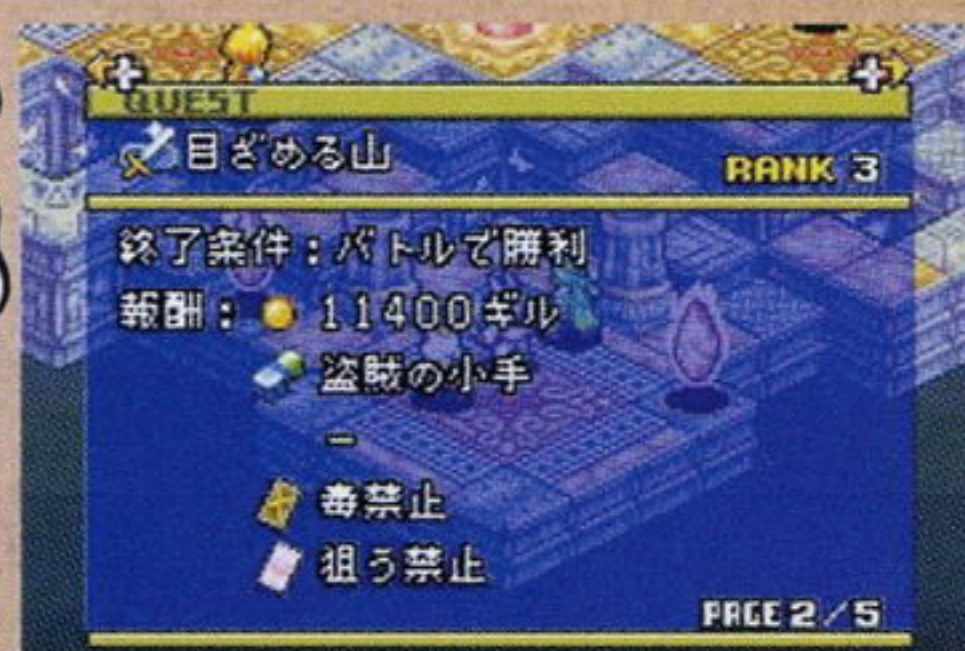 QUEST
目ざめる山
RANK 3
終了条件：バトルで勝利
報酬： 11400ギル
盗賊の小手
－
毒禁止
狙う禁止
PAGE 2/5